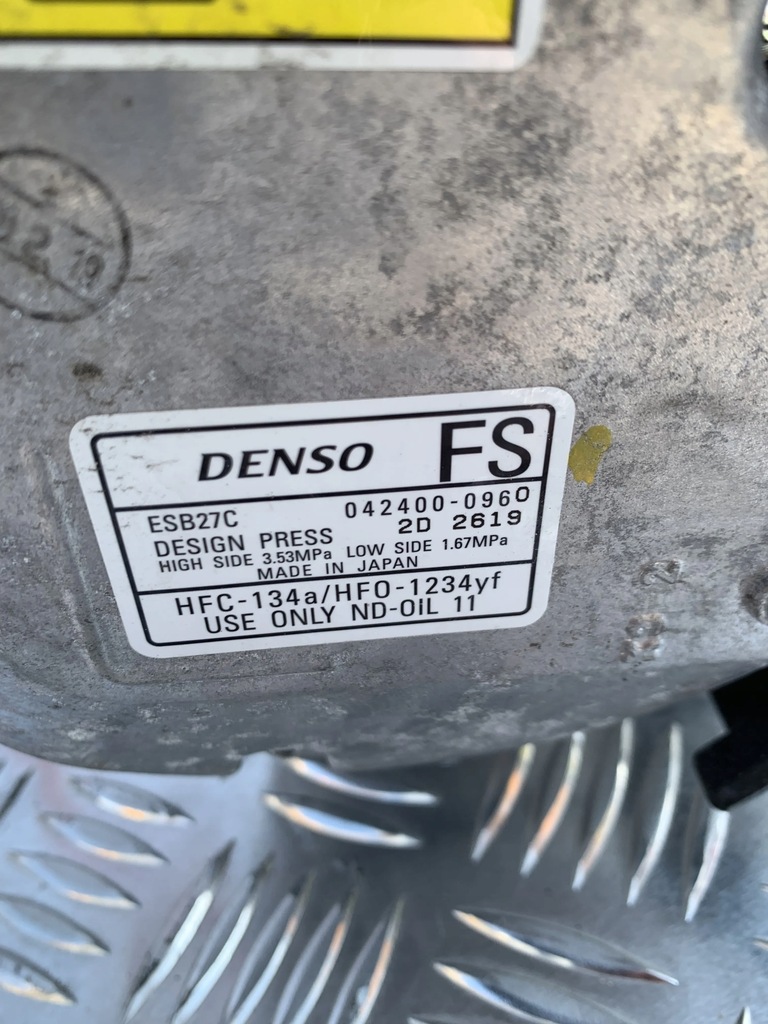 DENSO FS
ESB27C 042400-0960
DESIGN PRESS 2D 2619
HIGH SIDE 3.53MPa LOW SIDE 1.67MPa
MADE IN JAPAN
HFC-134a/HFO-1234yf
USE ONLY ND-OIL 11